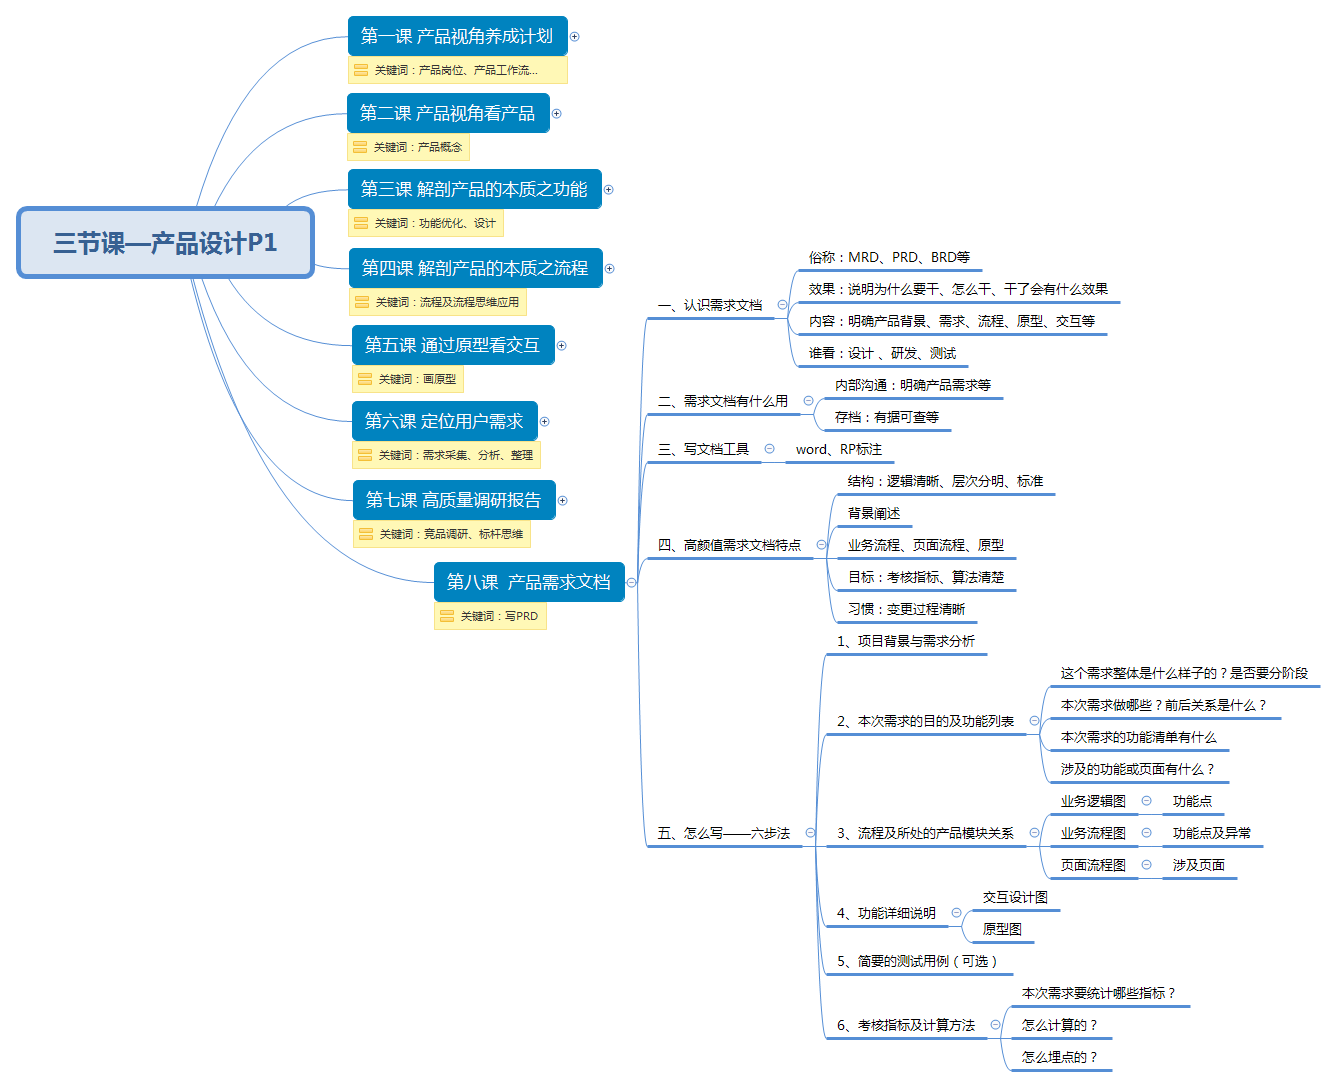 三节课—产品设计P1
第一课 产品视角养成计划
关键词：产品岗位、产品工作流...
第二课 产品视角看产品
关键词：产品概念
第三课 解剖产品的本质之功能
关键词：功能优化、设计
第四课 解剖产品的本质之流程
关键词：流程及流程思维应用
第五课 通过原型看交互
关键词：画原型
第六课 定位用户需求
关键词：需求采集、分析、整理
第七课 高质量调研报告
关键词：竞品调研、标杆思维
第八课 产品需求文档
关键词：写PRD
一、认识需求文档
俗称：MRD、PRD、BRD等
效果：说明为什么要干、怎么干、干了会有什么效果
内容：明确产品背景、需求、流程、原型、交互等
谁看：设计 、研发、测试
二、需求文档有什么用
内部沟通：明确产品需求等
存档：有据可查等
三、写文档工具
word、RP标注
四、高颜值需求文档特点
结构：逻辑清晰、层次分明、标准
背景阐述
业务流程、页面流程、原型
目标：考核指标、算法清楚
习惯：变更过程清晰
五、怎么写——六步法
1、项目背景与需求分析
2、本次需求的目的及功能列表
这个需求整体是什么样子的？是否要分阶段
本次需求做哪些？前后关系是什么？
本次需求的功能清单有什么
涉及的功能或页面有什么？
3、流程及所处的产品模块关系
业务逻辑图
功能点
业务流程图
功能点及异常
页面流程图
涉及页面
4、功能详细说明
交互设计图
原型图
5、简要的测试用例（可选）
6、考核指标及计算方法
本次需求要统计哪些指标？
怎么计算的？
怎么埋点的？